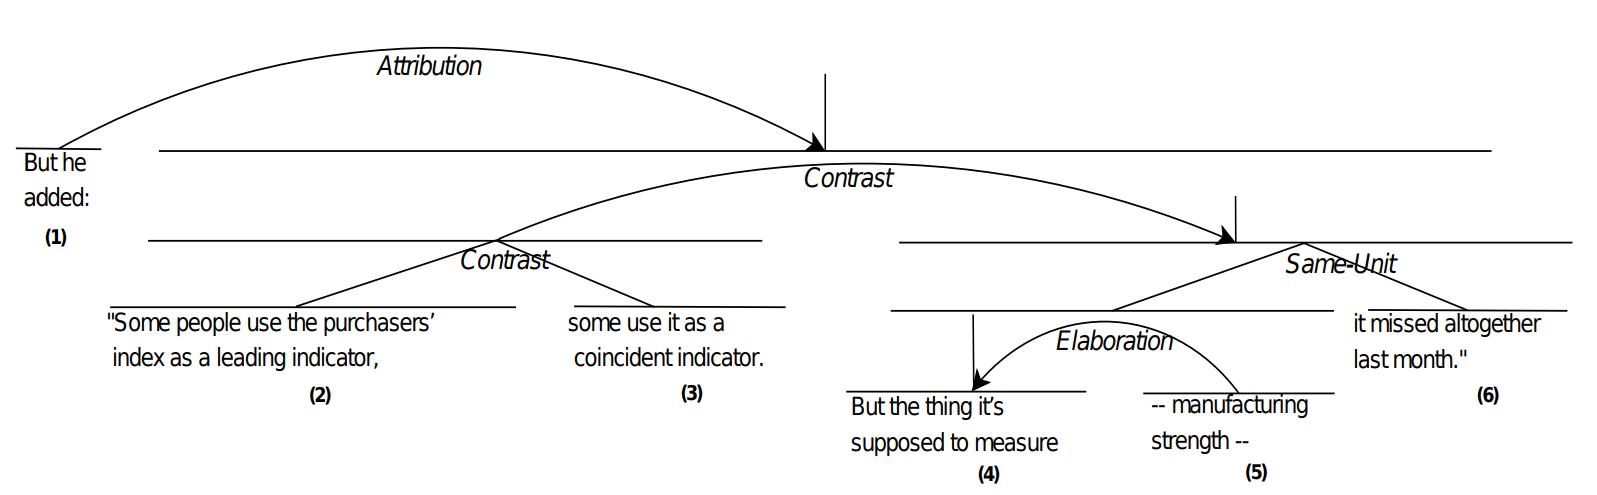 Attribution
But he
added:
(1)
Contrast
Contrast
"Some people use the purchasers’
index as a leading indicator,
(2)
some use it as a
coincident indicator.
(3)
Same-Unit
Elaboration
But the thing it’s
supposed to measure
(4)
-- manufacturing
strength --
(5)
it missed altogether
last month."
(6)